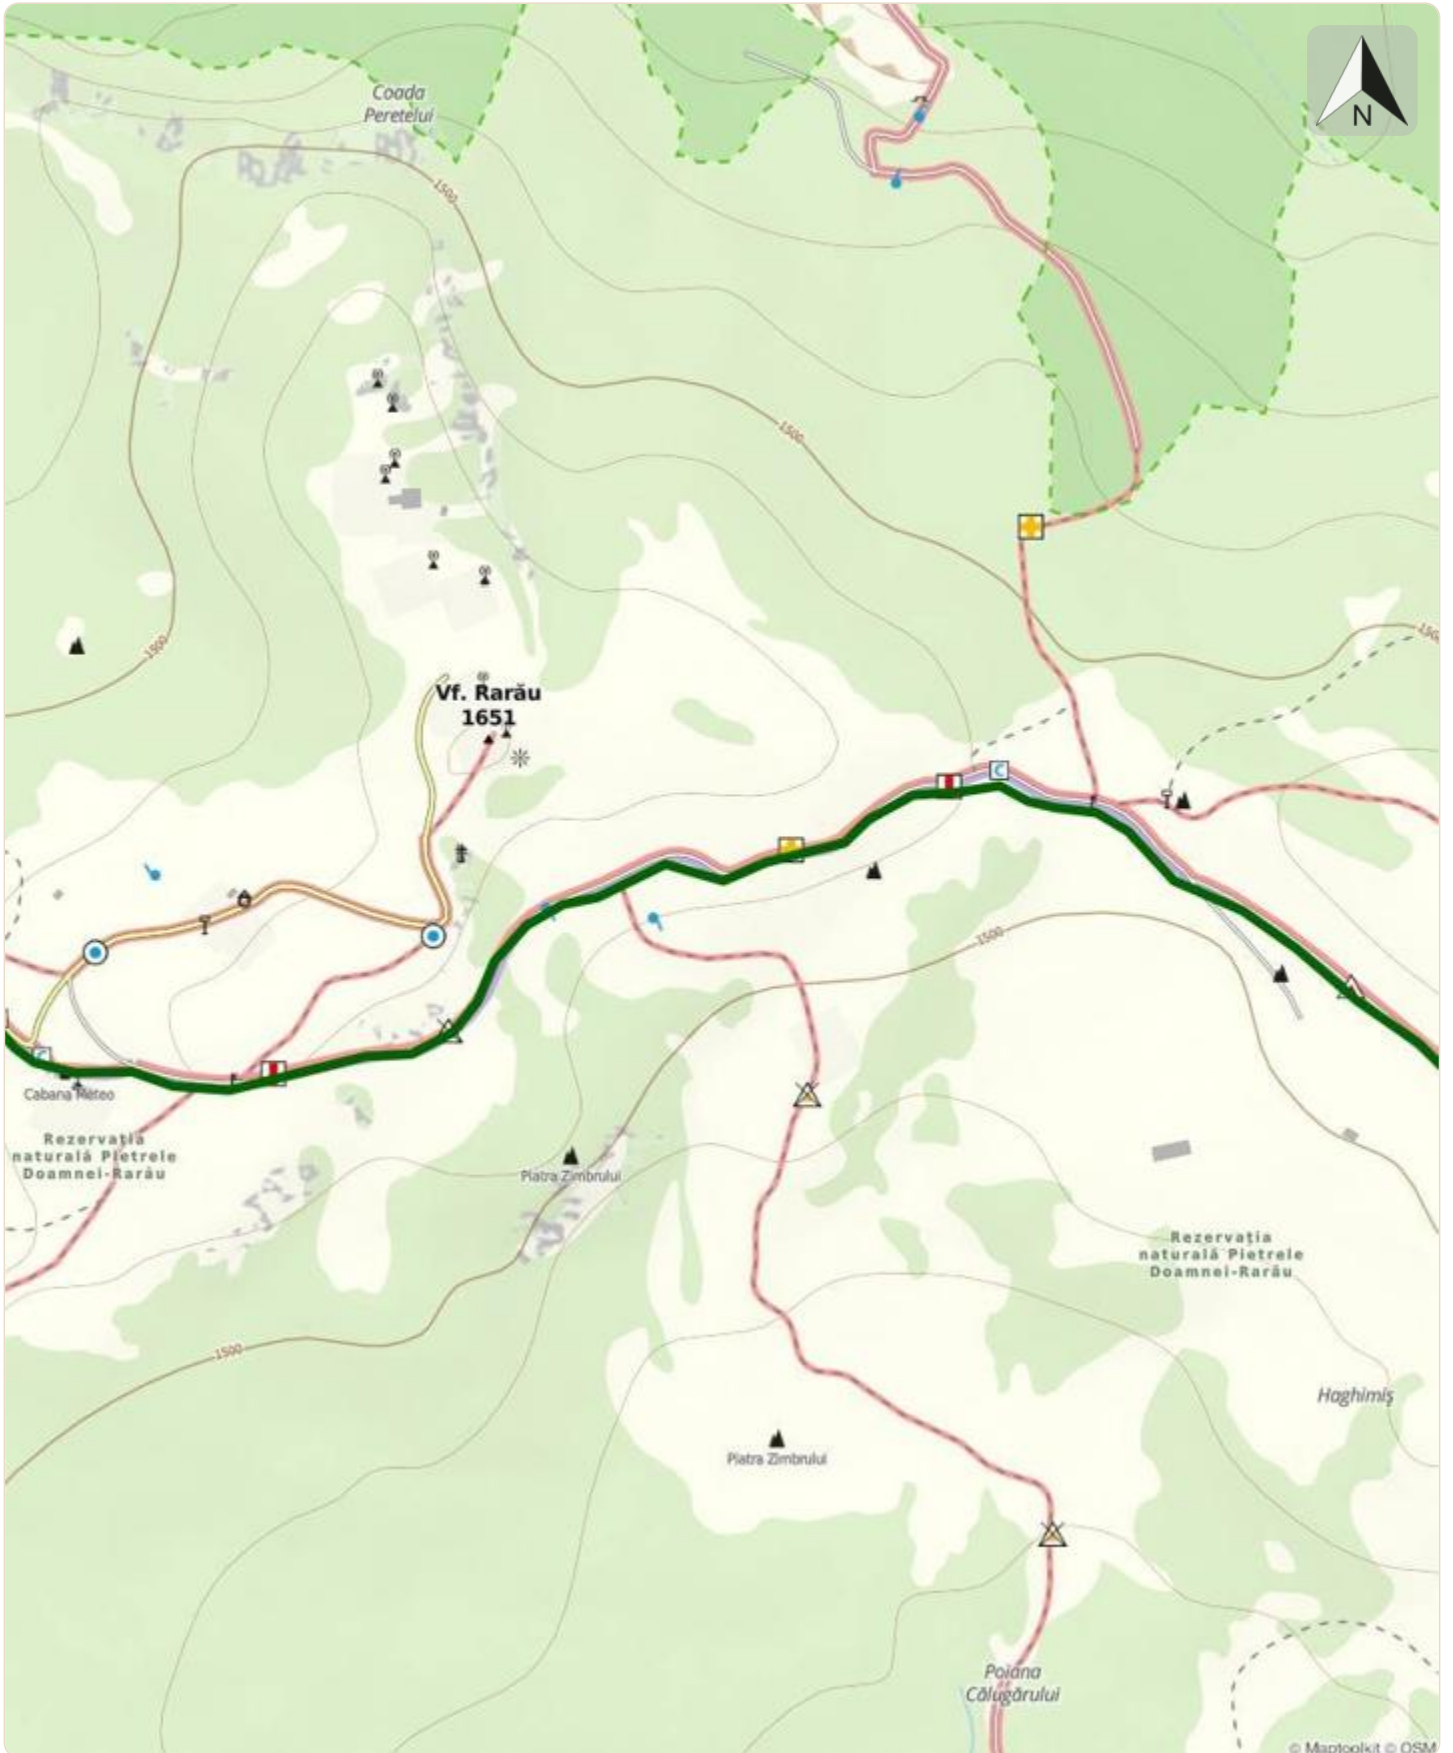 N
Coada
Peretelui
1500
1500
1500
1500
Vf. Rarău
1651
1500
Cabana Meteo
Rezervația
naturală Pietrele
Doamnei-Rarău
Piatra Zimbrului
Rezervația
naturală Pietrele
Doamnei-Rarău
1500
Haghimiș
Piatra Zimbrului
Poiana
Călugărului
© Maptoolkit © OSM